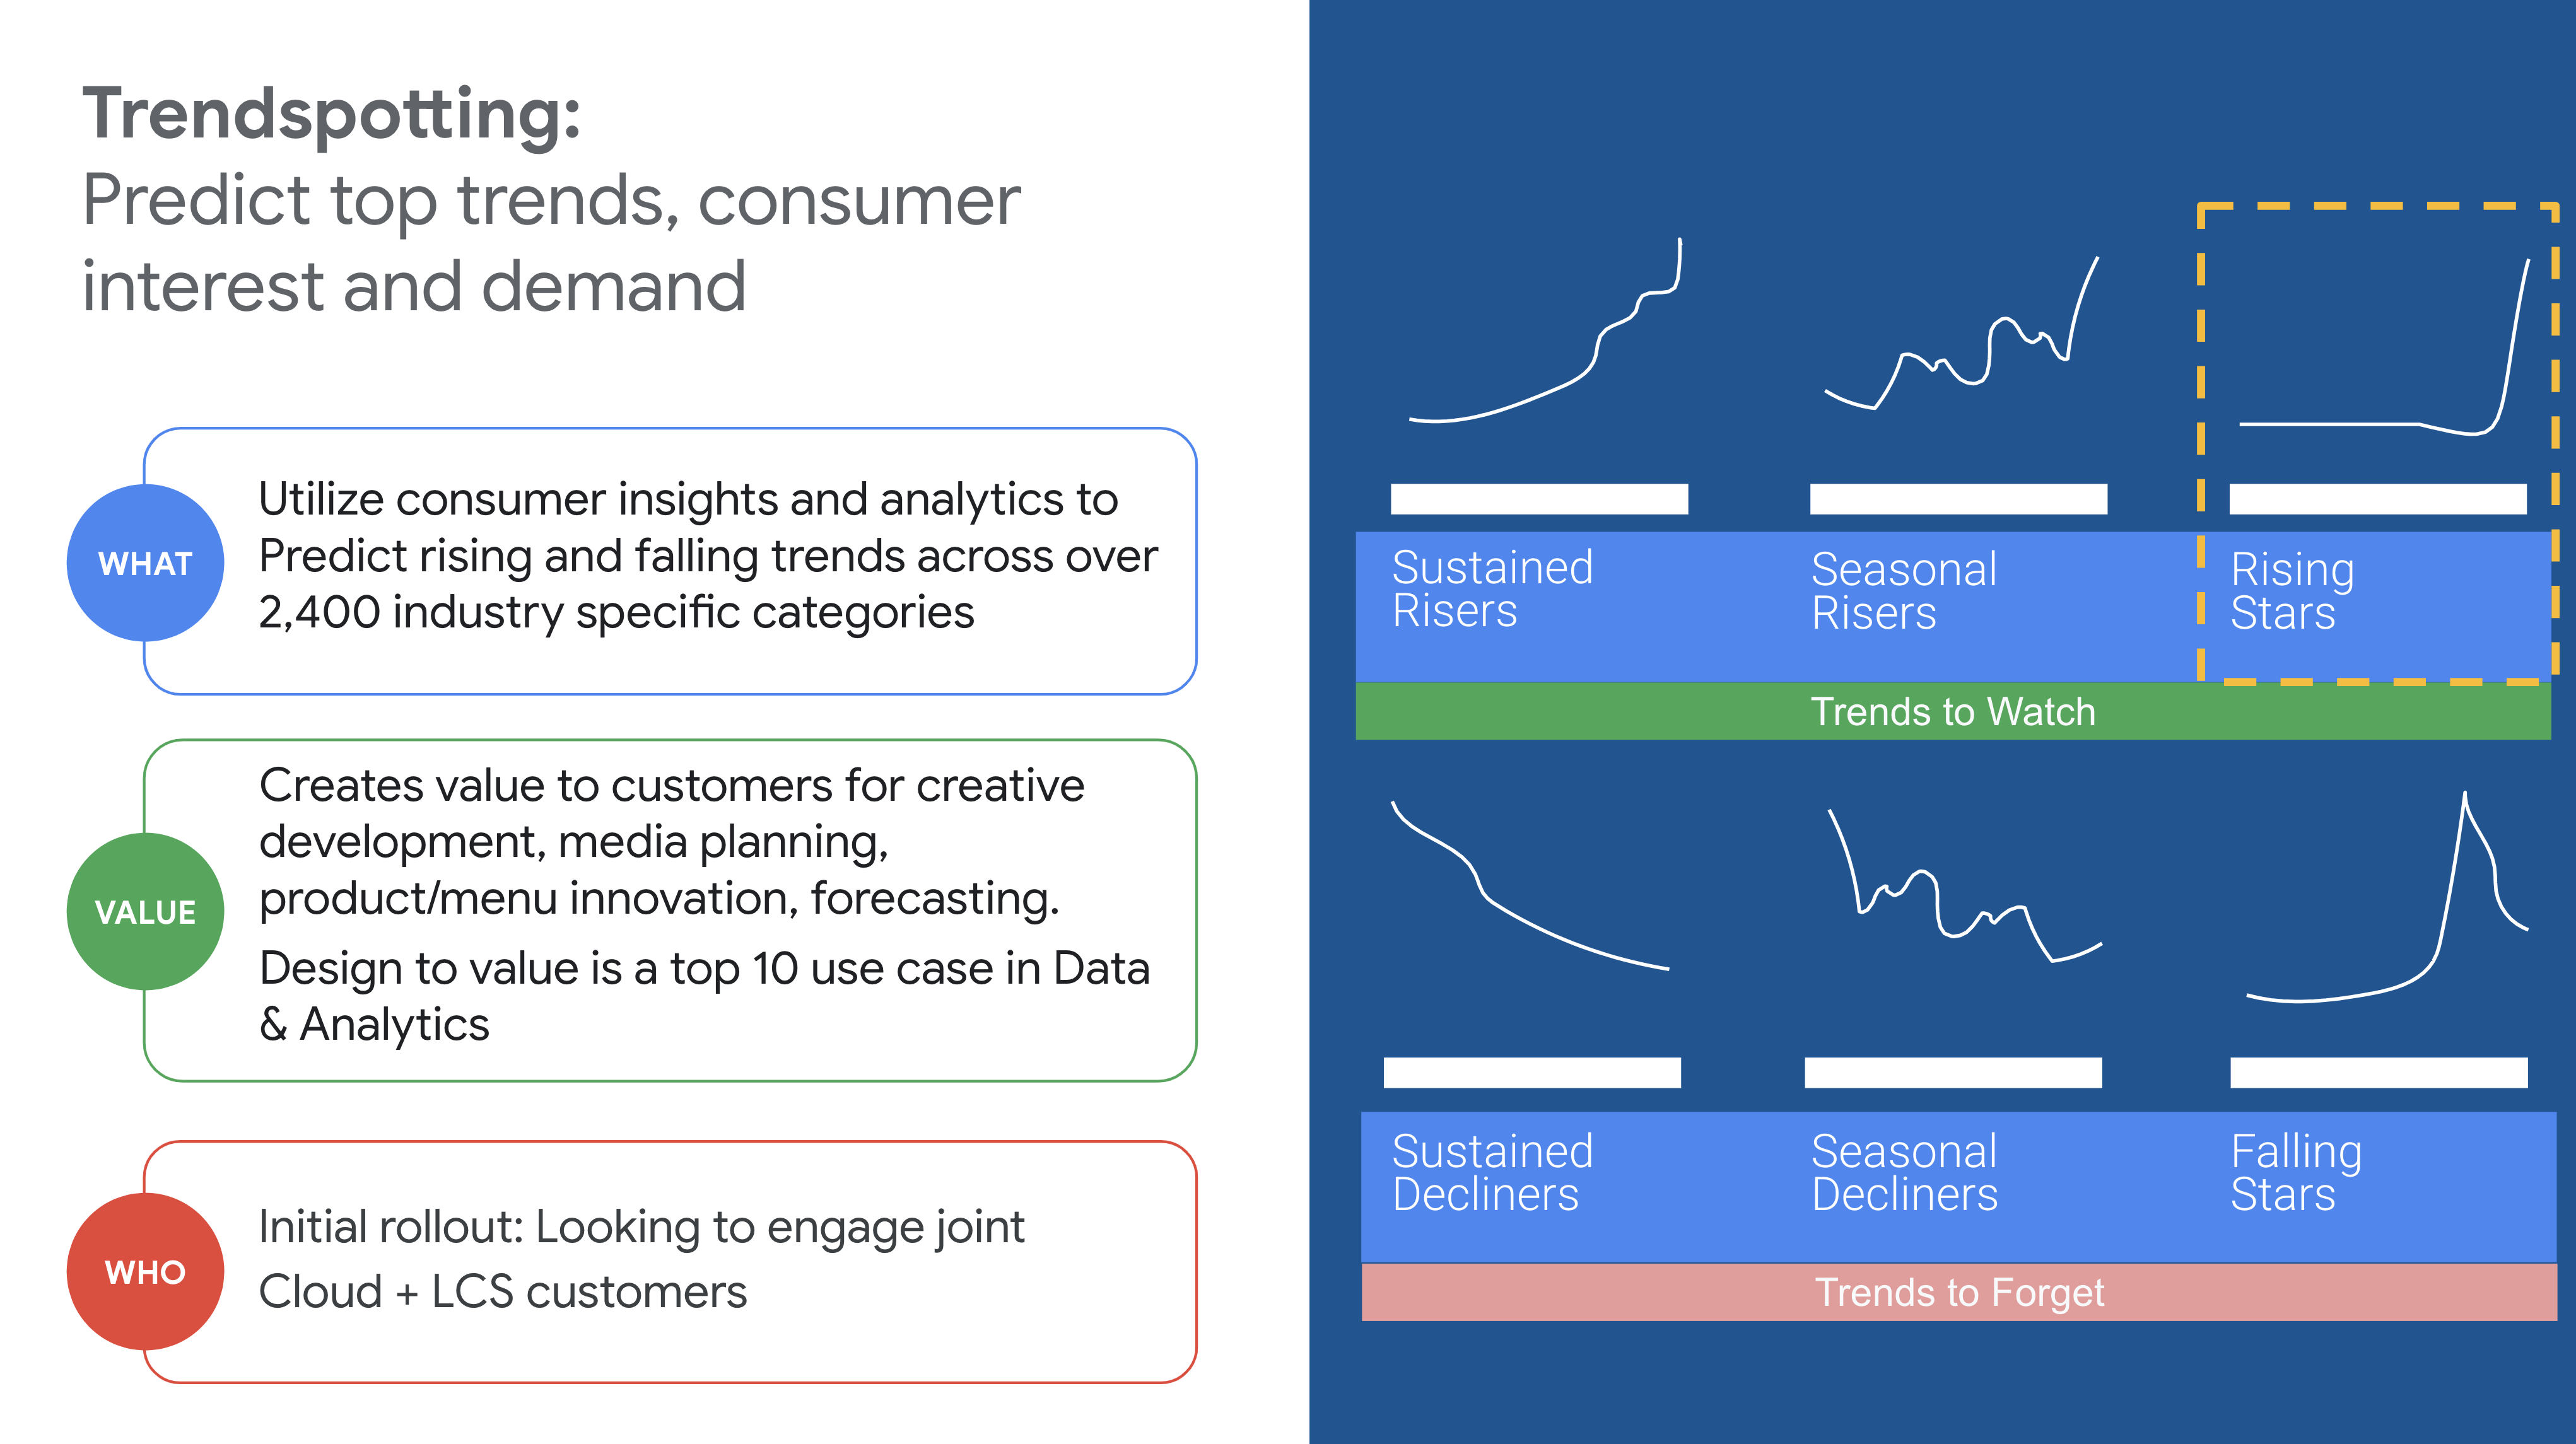 Trendspotting:
Predict top trends, consumer
interest and demand
WHAT
Utilize consumer insights and analytics to
Predict rising and falling trends across over
2,400 industry specific categories
VALUE
Creates value to customers for creative
development, media planning,
product/menu innovation, forecasting.
Design to value is a top 10 use case in Data
& Analytics
WHO
Initial rollout: Looking to engage joint
Cloud + LCS customers
Sustained
Risers
Seasonal
Risers
Rising
Stars
Trends to Watch
Sustained
Decliners
Seasonal
Decliners
Falling
Stars
Trends to Forget